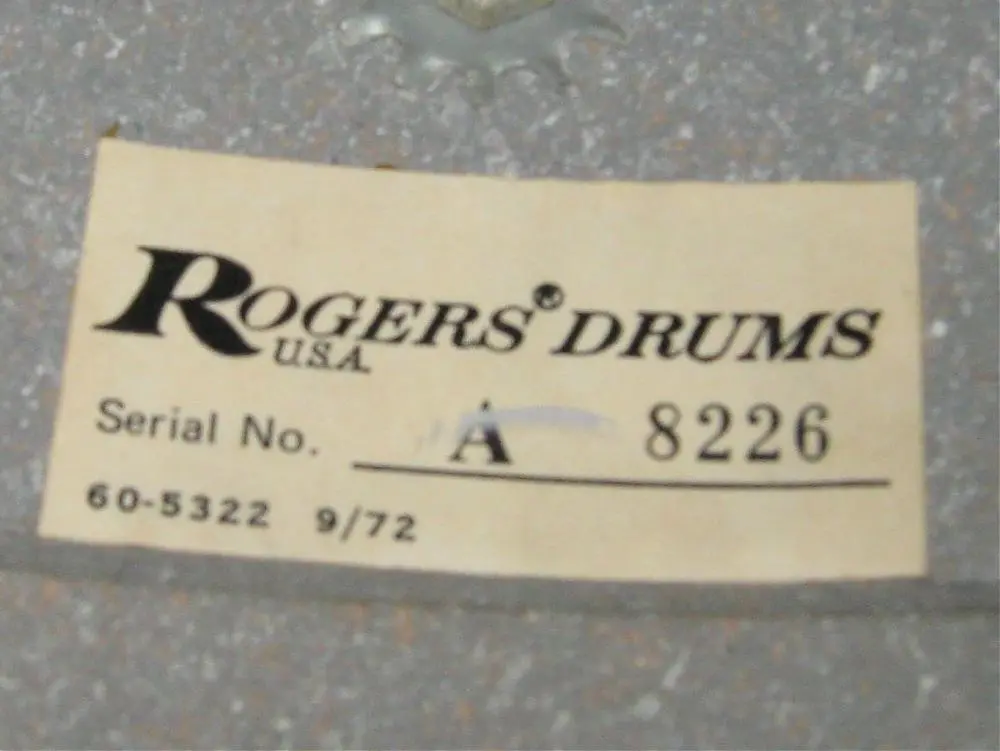 ROGERS® DRUMS
U.S.A.
Serial No. A 8226
60-5322 9/72